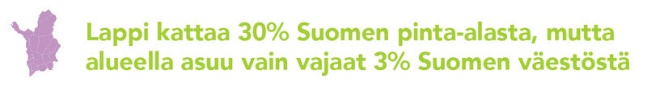 Lappi kattaa 30% Suomen pinta-alasta, mutta
alueella asuu vain vajaat 3% Suomen väestöstä